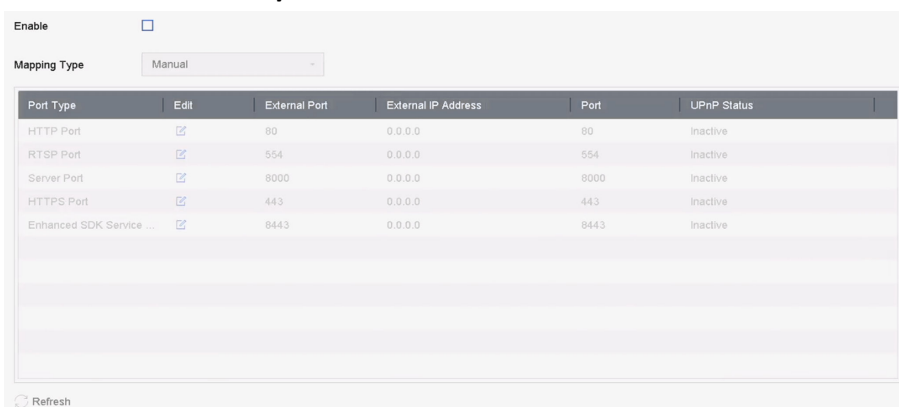 Enable
Mapping Type Manual
Port Type Edit External Port External IP Address Port UPnP Status
HTTP Port 80 0.0.0.0 80 Inactive
RTSP Port 554 0.0.0.0 554 Inactive
Server Port 8000 0.0.0.0 8000 Inactive
HTTPS Port 443 0.0.0.0 443 Inactive
Enhanced SDK Service ... 8443 0.0.0.0 8443 Inactive
Refresh